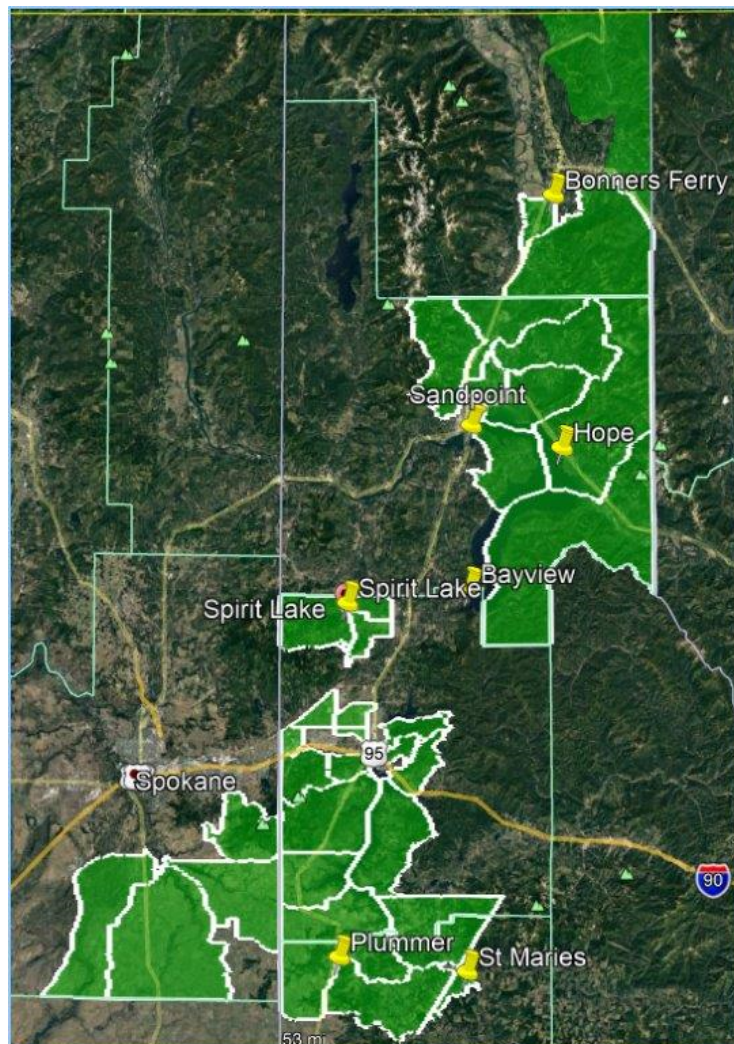 Bonners Ferry
Sandpoint
Hope
Bayview
Spirit Lake
Spirit Lake
95
Spokane
90
Plummer
St Maries
53 mi